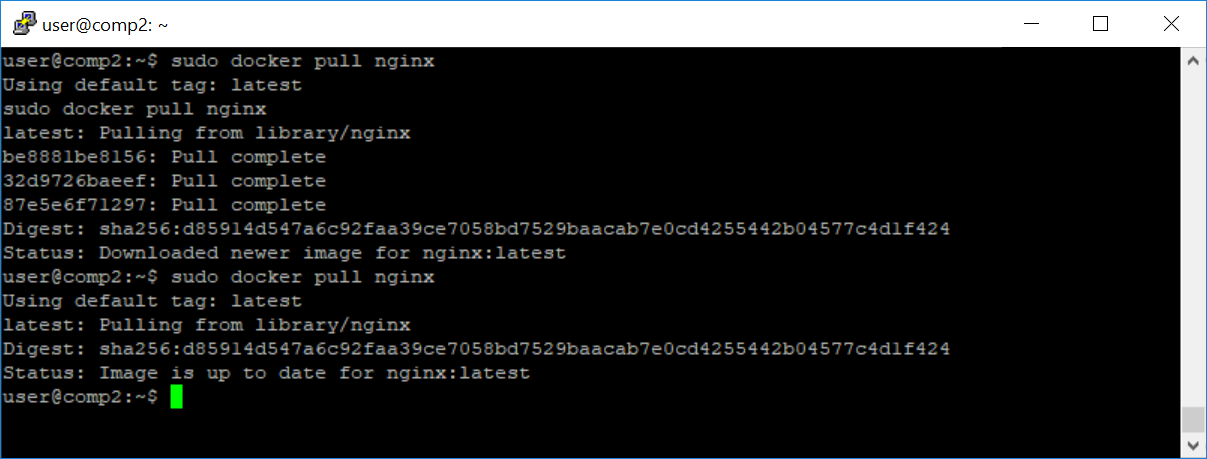 user@comp2: ~
user@comp2:~$ sudo docker pull nginx
Using default tag: latest
sudo docker pull nginx
latest: Pulling from library/nginx
be8881be8156: Pull complete
32d9726baeef: Pull complete
87e5e6f71297: Pull complete
Digest: sha256:d85914d547a6c92faa39ce7058bd7529baacab7e0cd4255442b04577c4d1f424
Status: Downloaded newer image for nginx:latest
user@comp2:~$ sudo docker pull nginx
Using default tag: latest
latest: Pulling from library/nginx
Digest: sha256:d85914d547a6c92faa39ce7058bd7529baacab7e0cd4255442b04577c4d1f424
Status: Image is up to date for nginx:latest
user@comp2:~$